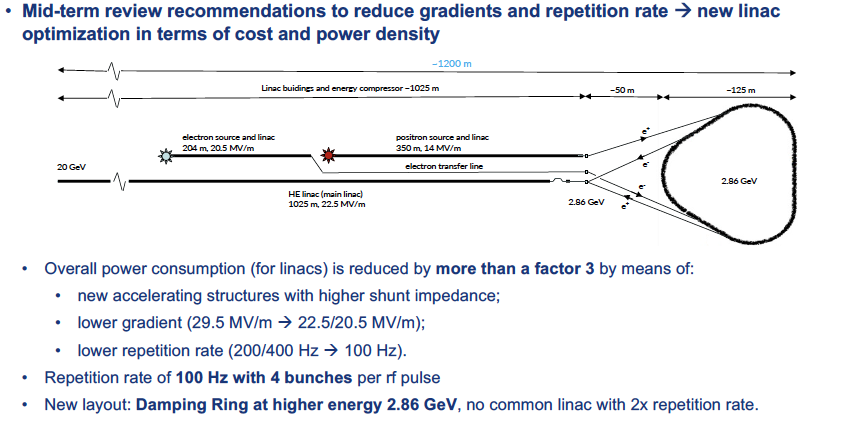 • Mid-term review recommendations to reduce gradients and repetition rate → new linac
optimization in terms of cost and power density
~1200 m
Linac buidings and energy compressor ~1025 m
~50 m
~125 m
electron source and linac
204 m, 20.5 MV/m
positron source and linac
350 m, 14 MV/m
e⁺
20 GeV
electron transfer line
e⁻
2.86 GeV
HE linac (main linac)
1025 m, 22.5 MV/m
2.86 GeV
e⁻
e⁺
• Overall power consumption (for linacs) is reduced by more than a factor 3 by means of:
• new accelerating structures with higher shunt impedance;
• lower gradient (29.5 MV/m → 22.5/20.5 MV/m);
• lower repetition rate (200/400 Hz → 100 Hz).
• Repetition rate of 100 Hz with 4 bunches per rf pulse
• New layout: Damping Ring at higher energy 2.86 GeV, no common linac with 2x repetition rate.